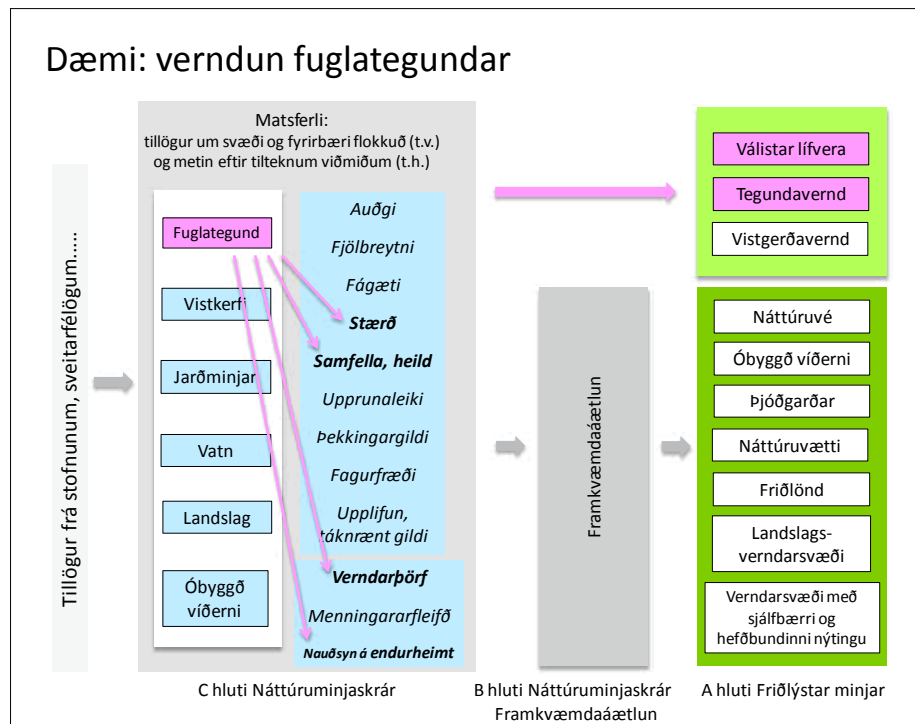 Dæmi: verndun fuglategundar
Tillögur frá stofnunum, sveitarfélögum.....
Matsferli:
tillögur um svæði og fyrirbæri flokkuð (t.v.)
og metin eftir tilteknum viðmiðum (t.h.)
Fuglategund
Vistkerfi
Jarðminjar
Vatn
Landslag
Óbyggð
víðerni
Auðgi
Fjölbreytni
Fágæti
Stærð
Samfella, heild
Upprunaleiki
Þekkingargildi
Fagurfræði
Upplifun,
táknrænt gildi
Verndarþörf
Menningararfleifð
Nauðsyn á endurheimt
Framkvæmdaáætlun
Válistar lífvera
Tegundavernd
Vistgerðavernd
Náttúruvé
Óbyggð víðerni
Þjóðgarðar
Náttúruvætti
Friðlönd
Landslags-
verndarsvæði
Verndarsvæði með
sjálfbærri og
hefðbundinni nýtingu
C hluti Náttúruminjaskrár
B hluti Náttúruminjaskrár
Framkvæmdaáætlun
A hluti Friðlýstar minjar